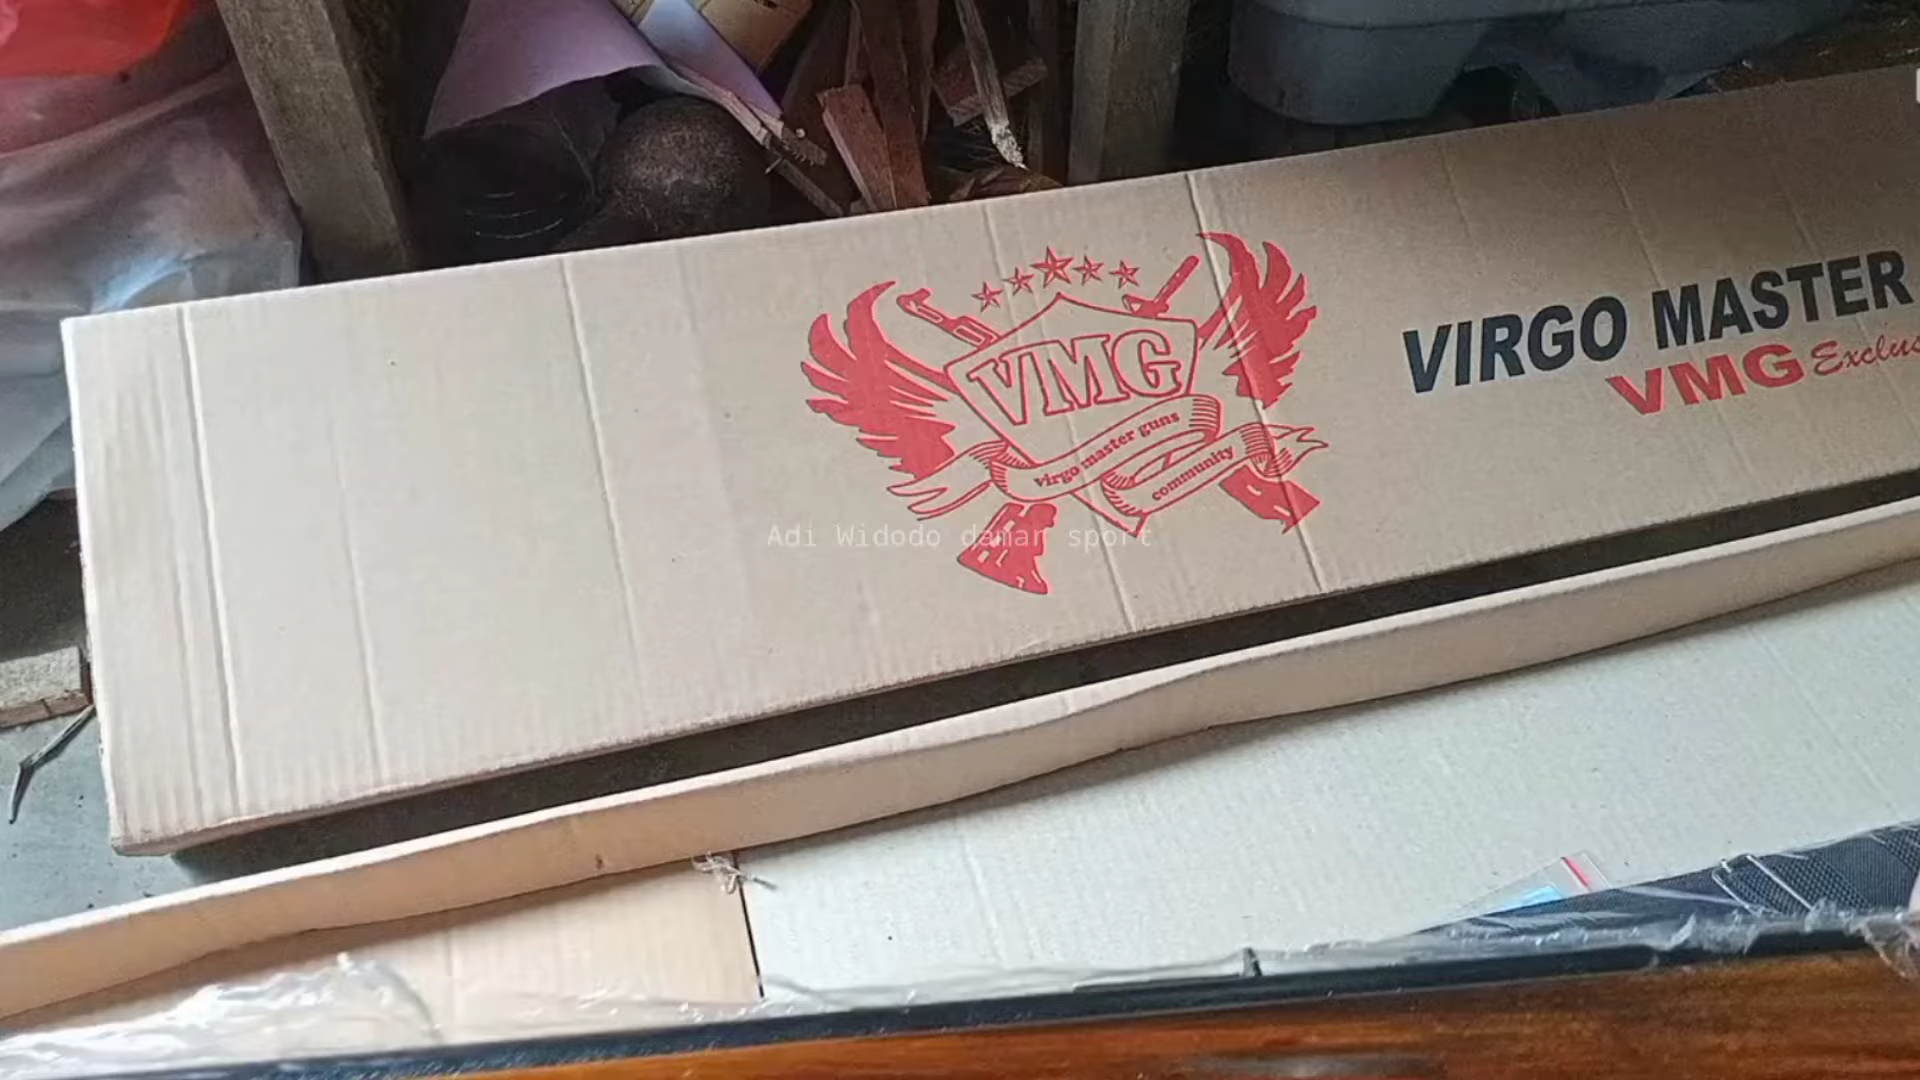 VMG
virgo master guns
community
VIRGO MASTER
VMG
Adi Widodo damar sport